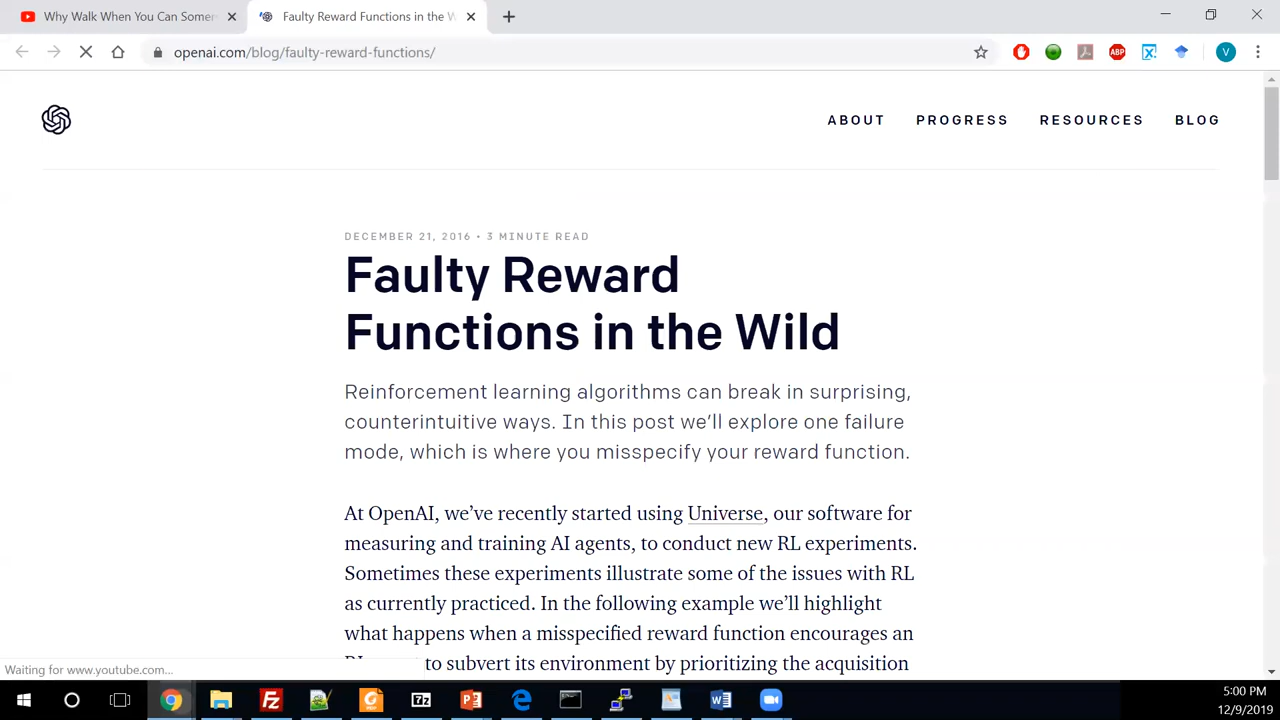 Why Walk When You Can Somer
Faulty Reward Functions in the W
openai.com/blog/faulty-reward-functions/
ABP
V
ABOUT PROGRESS RESOURCES BLOG
DECEMBER 21, 2016 • 3 MINUTE READ
Faulty Reward
Functions in the Wild
Reinforcement learning algorithms can break in surprising,
counterintuitive ways. In this post we’ll explore one failure
mode, which is where you misspecify your reward function.
At OpenAI, we’ve recently started using Universe, our software for
measuring and training AI agents, to conduct new RL experiments.
Sometimes these experiments illustrate some of the issues with RL
as currently practiced. In the following example we’ll highlight
what happens when a misspecified reward function encourages an
to subvert its environment by prioritizing the acquisition
Waiting for www.youtube.com...
5:00 PM
12/9/2019